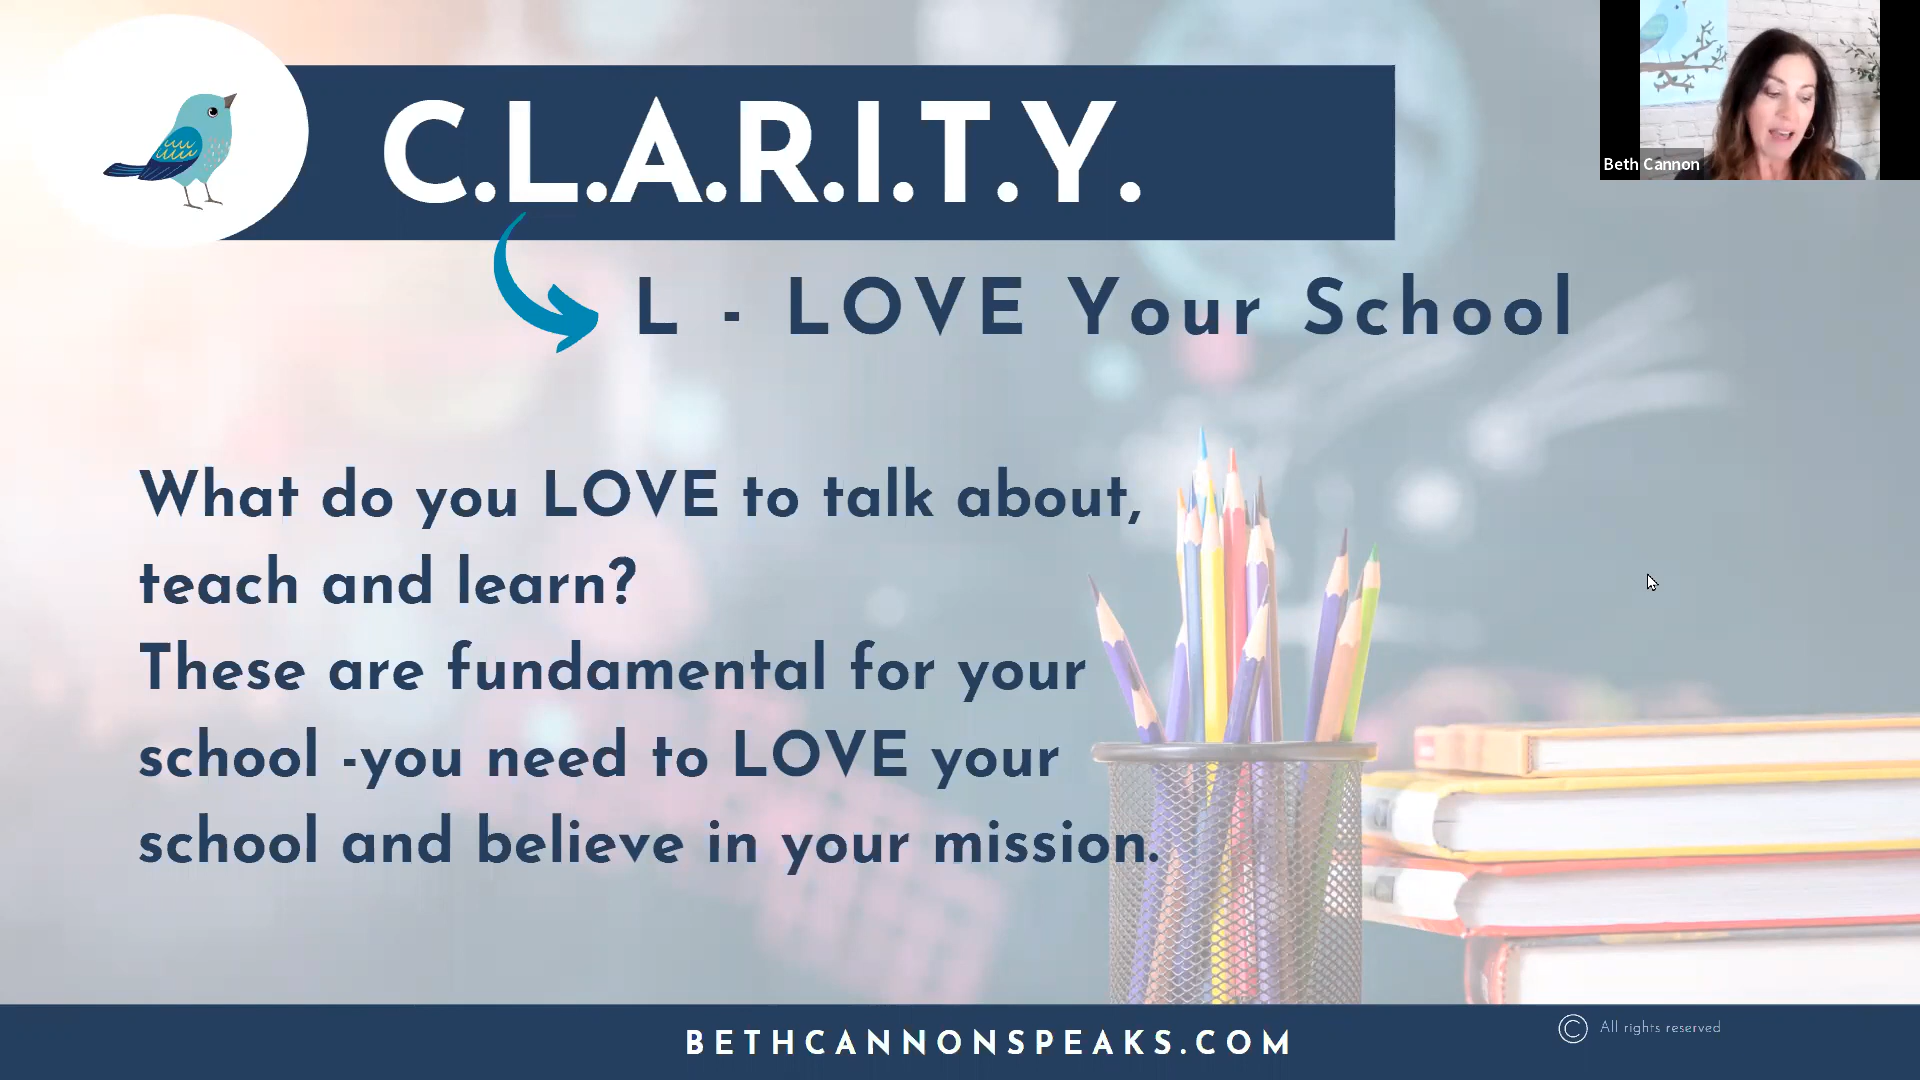 C.L.A.R.I.T.Y.
Beth Cannon
L - LOVE Your School
What do you LOVE to talk about,
teach and learn?
These are fundamental for your
school -you need to LOVE your
school and believe in your mission.
BETHCANNONSPEAKS.COM
© All rights reserved